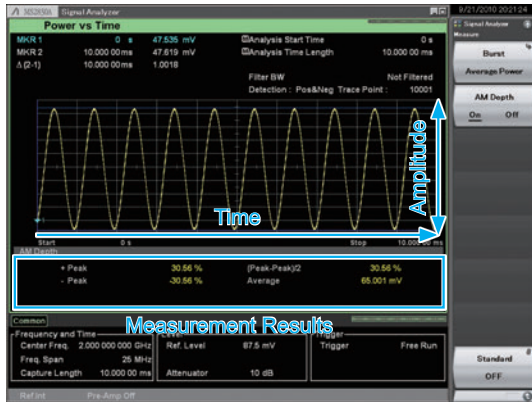 MS2830A Signal Analyzer 9/21/2010 20:21:24
Power vs Time
Signal Analyzer
Measure
MKR 1 0 s 47.535 mV Analysis Start Time 0 s
MKR 2 10.000 00 ms 47.619 mV Analysis Time Length 10.000 00 ms
Δ (2-1) 10.000 00 ms 1.0018
Filter BW Not Filtered
Detection : Pos&Neg Trace Point : 10001
Burst
Average Power
AM Depth
On Off
Amplitude
Time
Start 0 s Stop 10.000 00 ms
AM Depth
+ Peak 30.56 % (Peak-Peak)/2 30.56 %
- Peak -30.56 % Average 65.001 mV
Common
Measurement Results
Frequency and Time Level Trigger
Center Freq. 2.000 000 000 GHz Ref. Level 87.5 mV Trigger Free Run
Freq. Span 25 MHz
Capture Length 10.000 00 ms Attenuator 10 dB
Standard
OFF
Ref.Int Pre-Amp Off